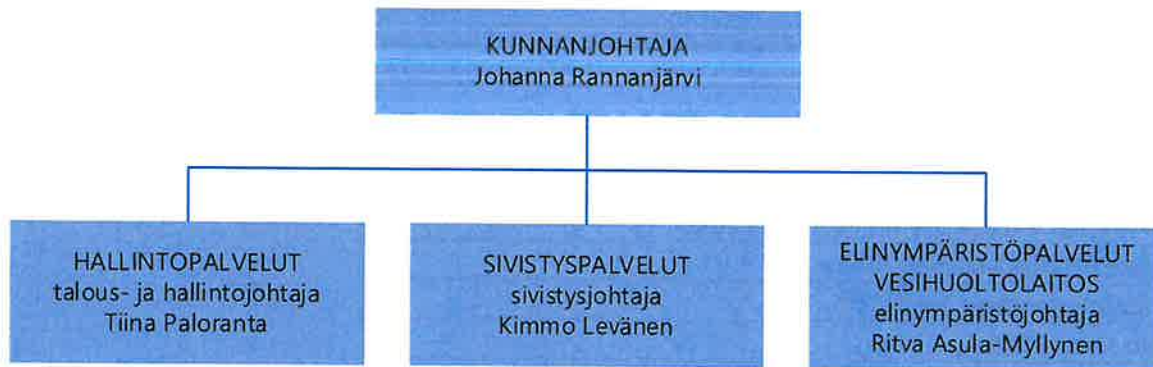 KUNNANJOHTAJA
Johanna Rannanjärvi
HALLINTOPALVELUT
talous- ja hallintojohtaja
Tiina Paloranta
SIVISTYSPALVELUT
sivistysjohtaja
Kimmo Levänen
ELINYMPÄRISTÖPALVELUT
VESIHUOLTOLAITOS
elinympäristöjohtaja
Ritva Asula-Myllynen